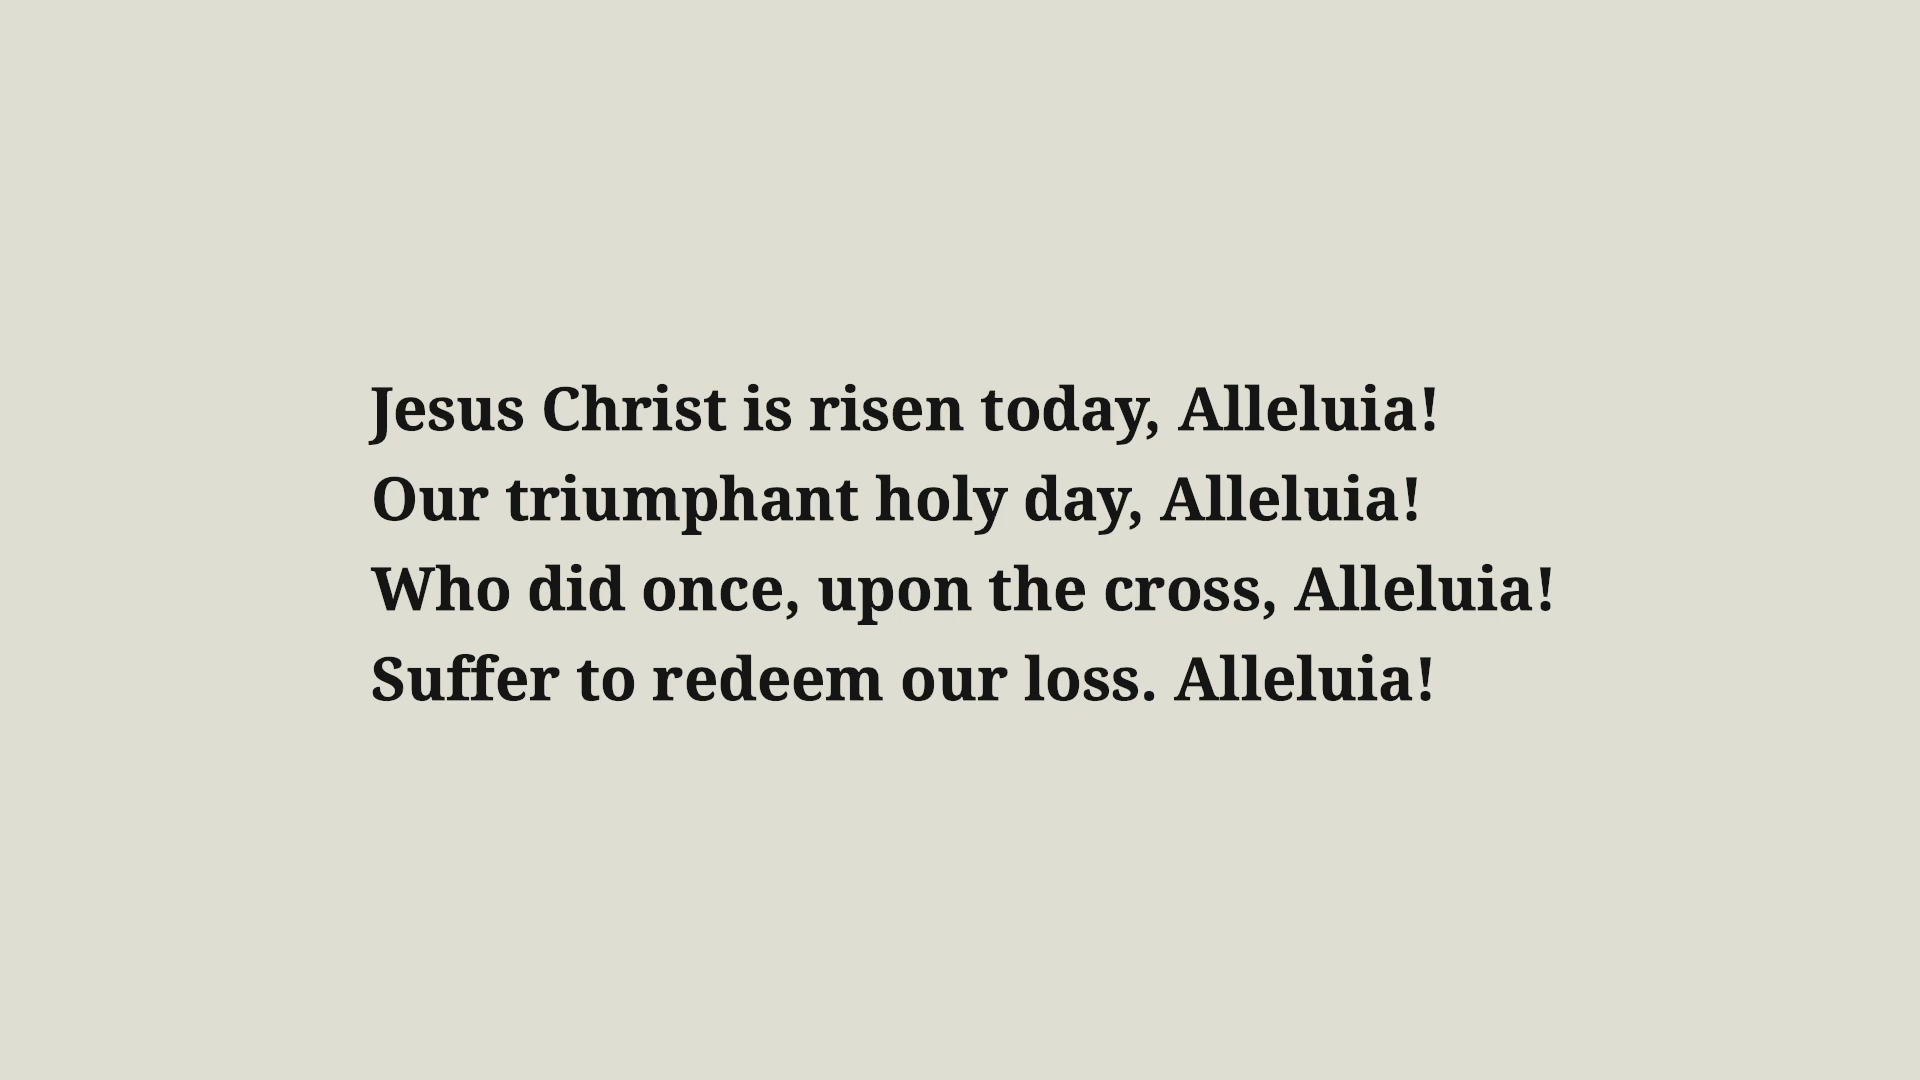 Jesus Christ is risen today, Alleluia!
Our triumphant holy day, Alleluia!
Who did once, upon the cross, Alleluia!
Suffer to redeem our loss. Alleluia!